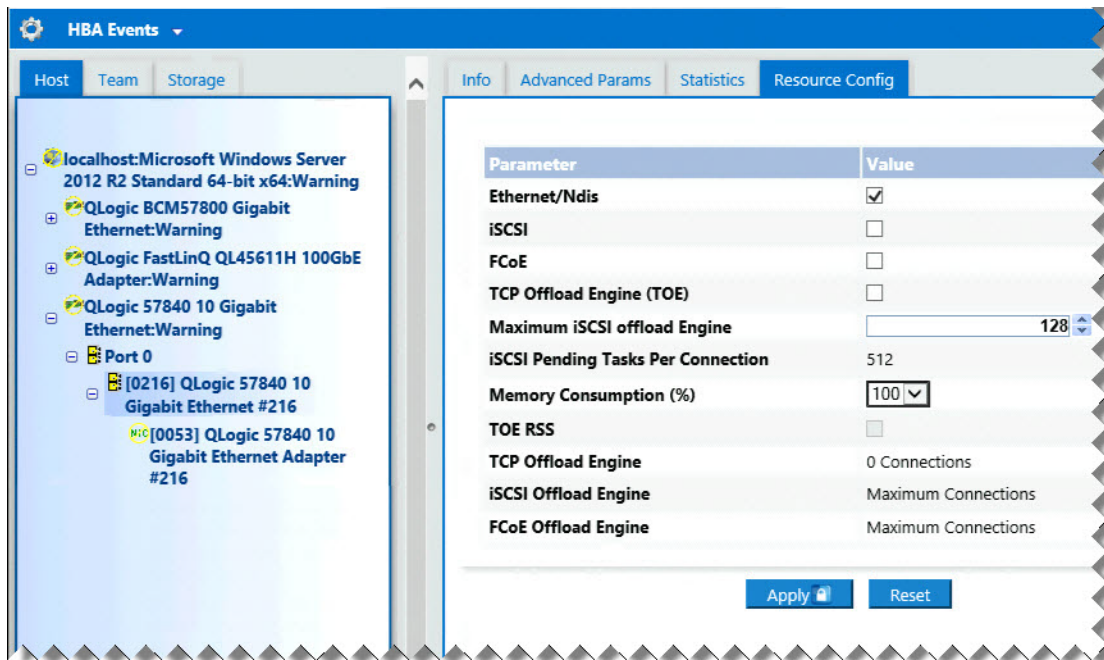 HBA Events
Host Team Storage
Info Advanced Params Statistics Resource Config
localhost:Microsoft Windows Server
2012 R2 Standard 64-bit x64:Warning
QLogic BCM57800 Gigabit
Ethernet:Warning
QLogic FastLinQ QL45611H 100GbE
Adapter:Warning
QLogic 57840 10 Gigabit
Ethernet:Warning
Port 0
[0216] QLogic 57840 10
Gigabit Ethernet #216
NIC [0053] QLogic 57840 10
Gigabit Ethernet Adapter
#216
Parameter Value
Ethernet/Ndis
iSCSI
FCoE
TCP Offload Engine (TOE)
Maximum iSCSI offload Engine 128
iSCSI Pending Tasks Per Connection 512
Memory Consumption (%) 100
TOE RSS
TCP Offload Engine 0 Connections
iSCSI Offload Engine Maximum Connections
FCoE Offload Engine Maximum Connections
Apply Reset